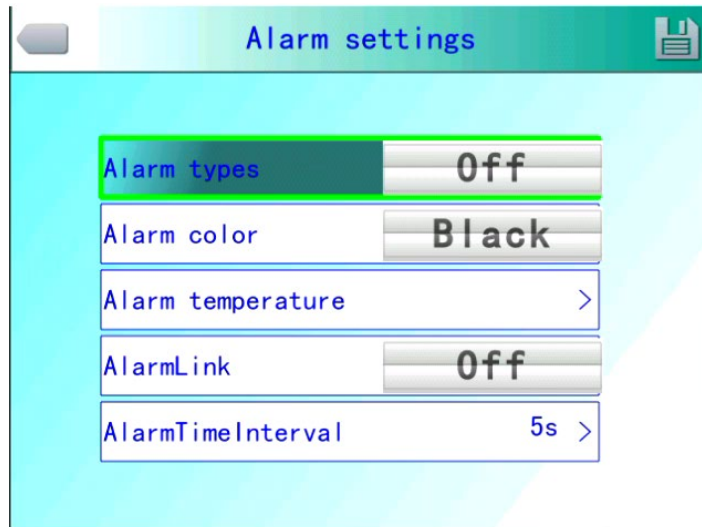 Alarm settings
Alarm types Off
Alarm color Black
Alarm temperature >
AlarmLink Off
AlarmTimeInterval 5s >